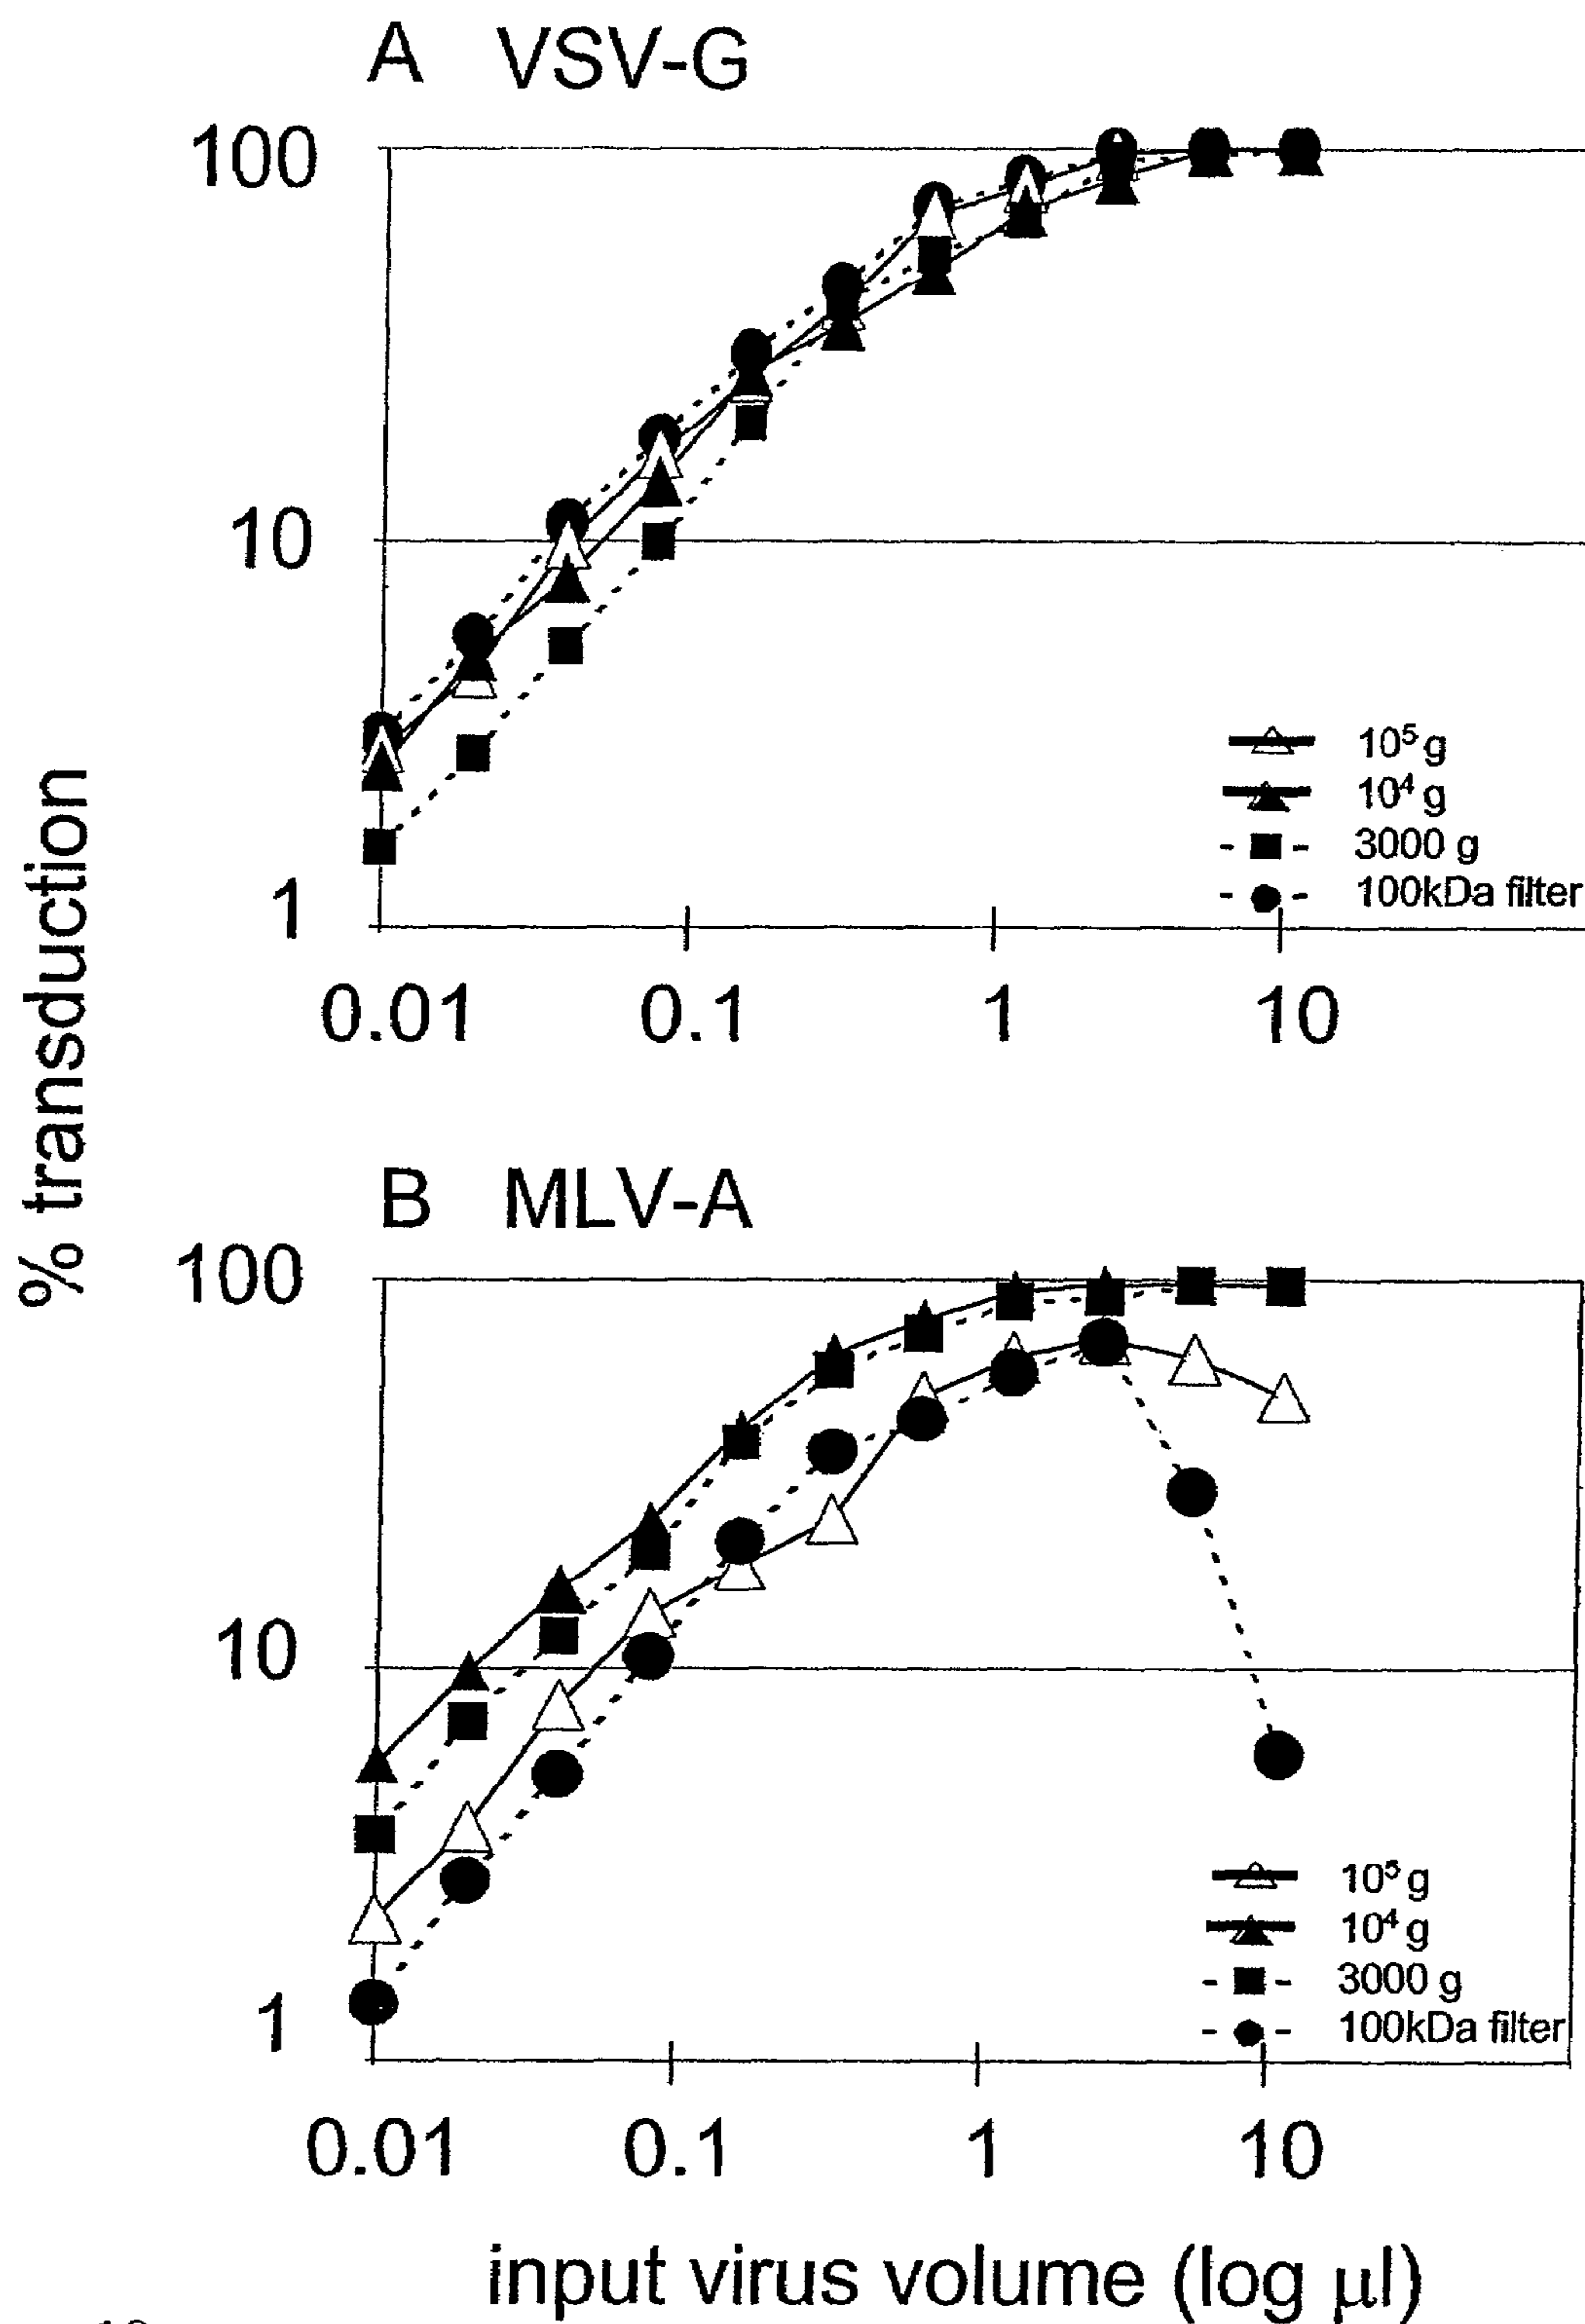 A VSV-G
100
10
1
10⁵ g
10⁴ g
3000 g
100kDa filter
0.01 0.1 1 10
% transduction
B MLV-A
100
10
1
10⁵ g
10⁴ g
3000 g
100kDa filter
0.01 0.1 1 10
input virus volume (log µl)